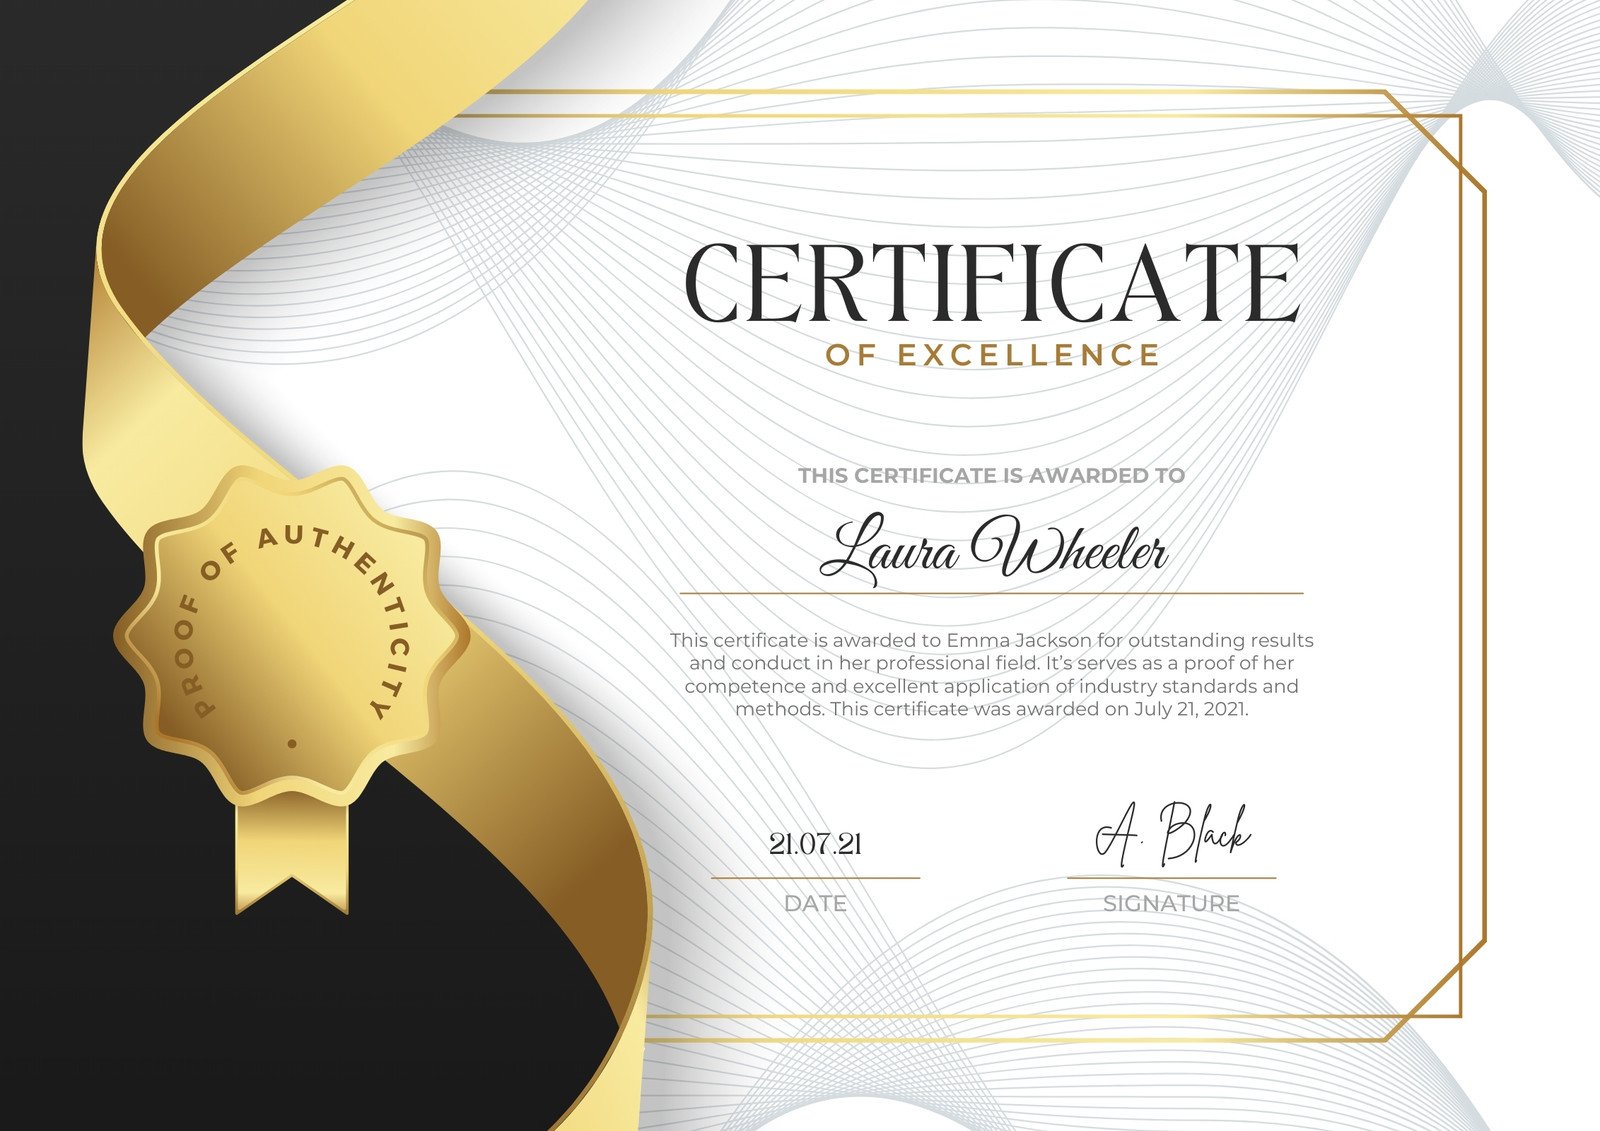 CERTIFICATE
OF EXCELLENCE
THIS CERTIFICATE IS AWARDED TO
Laura Wheeler
This certificate is awarded to Emma Jackson for outstanding results
and conduct in her professional field. It’s serves as a proof of her
competence and excellent application of industry standards and
methods. This certificate was awarded on July 21, 2021.
PROOF OF AUTHENTICITY
21.07.21
A. Black
DATE
SIGNATURE